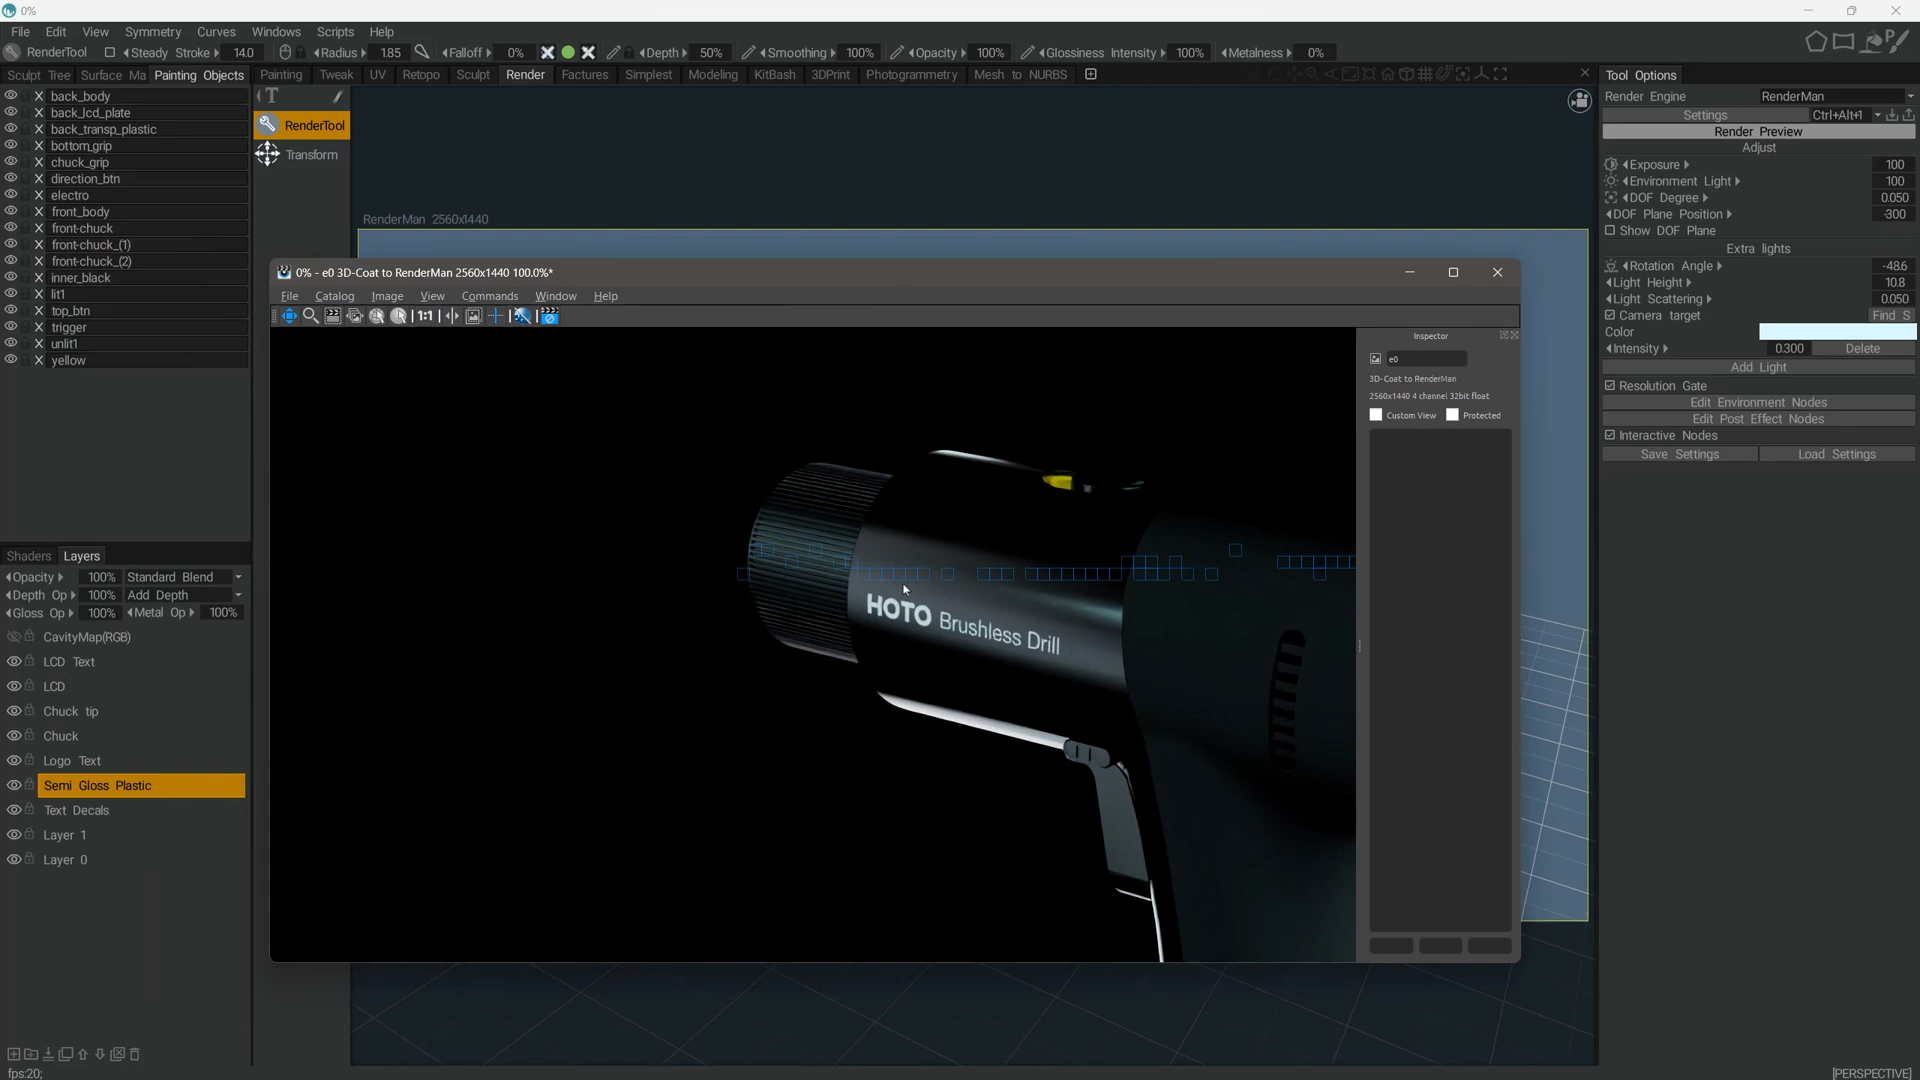 0%
File Edit View Symmetry Curves Windows Scripts Help
RenderTool Steady Stroke 14.0 Radius 1.85 Falloff 0% Depth 50% Smoothing 100% Opacity 100% Glossiness Intensity 100% Metalness 0%
Sculpt Tree Surface Ma Painting Objects Painting Tweak UV Retopo Sculpt Render Factures Simplest Modeling KitBash 3DPrint Photogrammetry Mesh to NURBS
back_body
back_lcd_plate
back_transp_plastic
bottom_grip
chuck_grip
direction_btn
electro
front_body
front-chuck
front-chuck_(1)
front-chuck_(2)
inner_black
lit1
top_btn
trigger
unlit1
yellow
T
RenderTool
Transform
RenderMan 2560x1440
0% - e0 3D-Coat to RenderMan 2560x1440 100.0%*
File Catalog Image View Commands Window Help
1:1
HOTO Brushless Drill
Inspector
e0
3D-Coat to RenderMan
2560x1440 4 channel 32bit float
Custom View Protected
Tool Options
Render Engine RenderMan
Settings Ctrl+Alt+1
Render Preview
Adjust
Exposure 100
Environment Light 100
DOF Degree 0.050
DOF Plane Position -300
Show DOF Plane
Extra lights
Rotation Angle -48.6
Light Height 10.8
Light Scattering 0.050
Camera target Find S
Color
Intensity 0.300 Delete
Add Light
Resolution Gate
Edit Environment Nodes
Edit Post Effect Nodes
Interactive Nodes
Save Settings Load Settings
Shaders Layers
Opacity 100% Standard Blend
Depth Op 100% Add Depth
Gloss Op 100% Metal Op 100%
CavityMap(RGB)
LCD Text
LCD
Chuck tip
Chuck
Logo Text
Semi Gloss Plastic
Text Decals
Layer 1
Layer 0
fps:20;
[PERSPECTIVE]